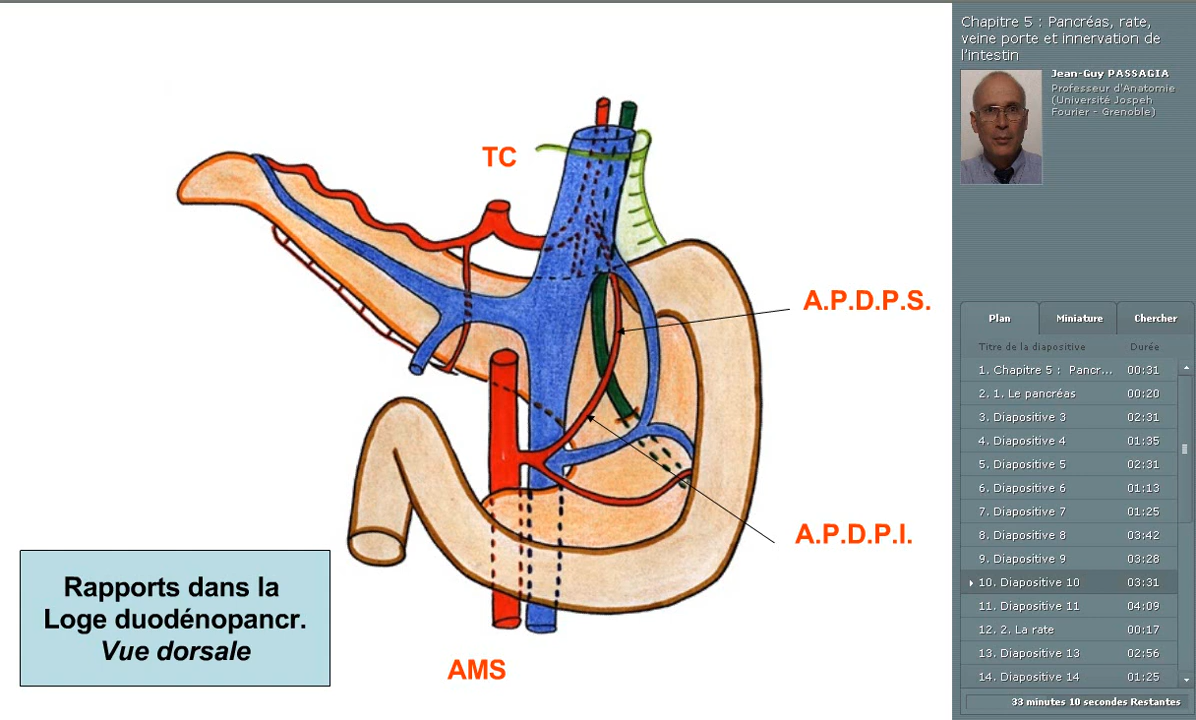 TC
A.P.D.P.S.
A.P.D.P.I.
AMS
Rapports dans la
Loge duodénopancr.
Vue dorsale
Chapitre 5 : Pancréas, rate,
veine porte et innervation de
l'intestin
Jean-Guy PASSAGIA
Professeur d'Anatomie
(Université Jospeh
Fourier - Grenoble)
Plan Miniature Chercher
Titre de la diapositive Durée
1. Chapitre 5 : Pancr... 00:31
2. 1. Le pancréas 00:20
3. Diapositive 3 02:31
4. Diapositive 4 01:35
5. Diapositive 5 02:31
6. Diapositive 6 01:13
7. Diapositive 7 01:25
8. Diapositive 8 03:42
9. Diapositive 9 03:28
10. Diapositive 10 03:31
11. Diapositive 11 04:09
12. 2. La rate 00:17
13. Diapositive 13 02:56
14. Diapositive 14 01:25
33 minutes 10 secondes Restantes